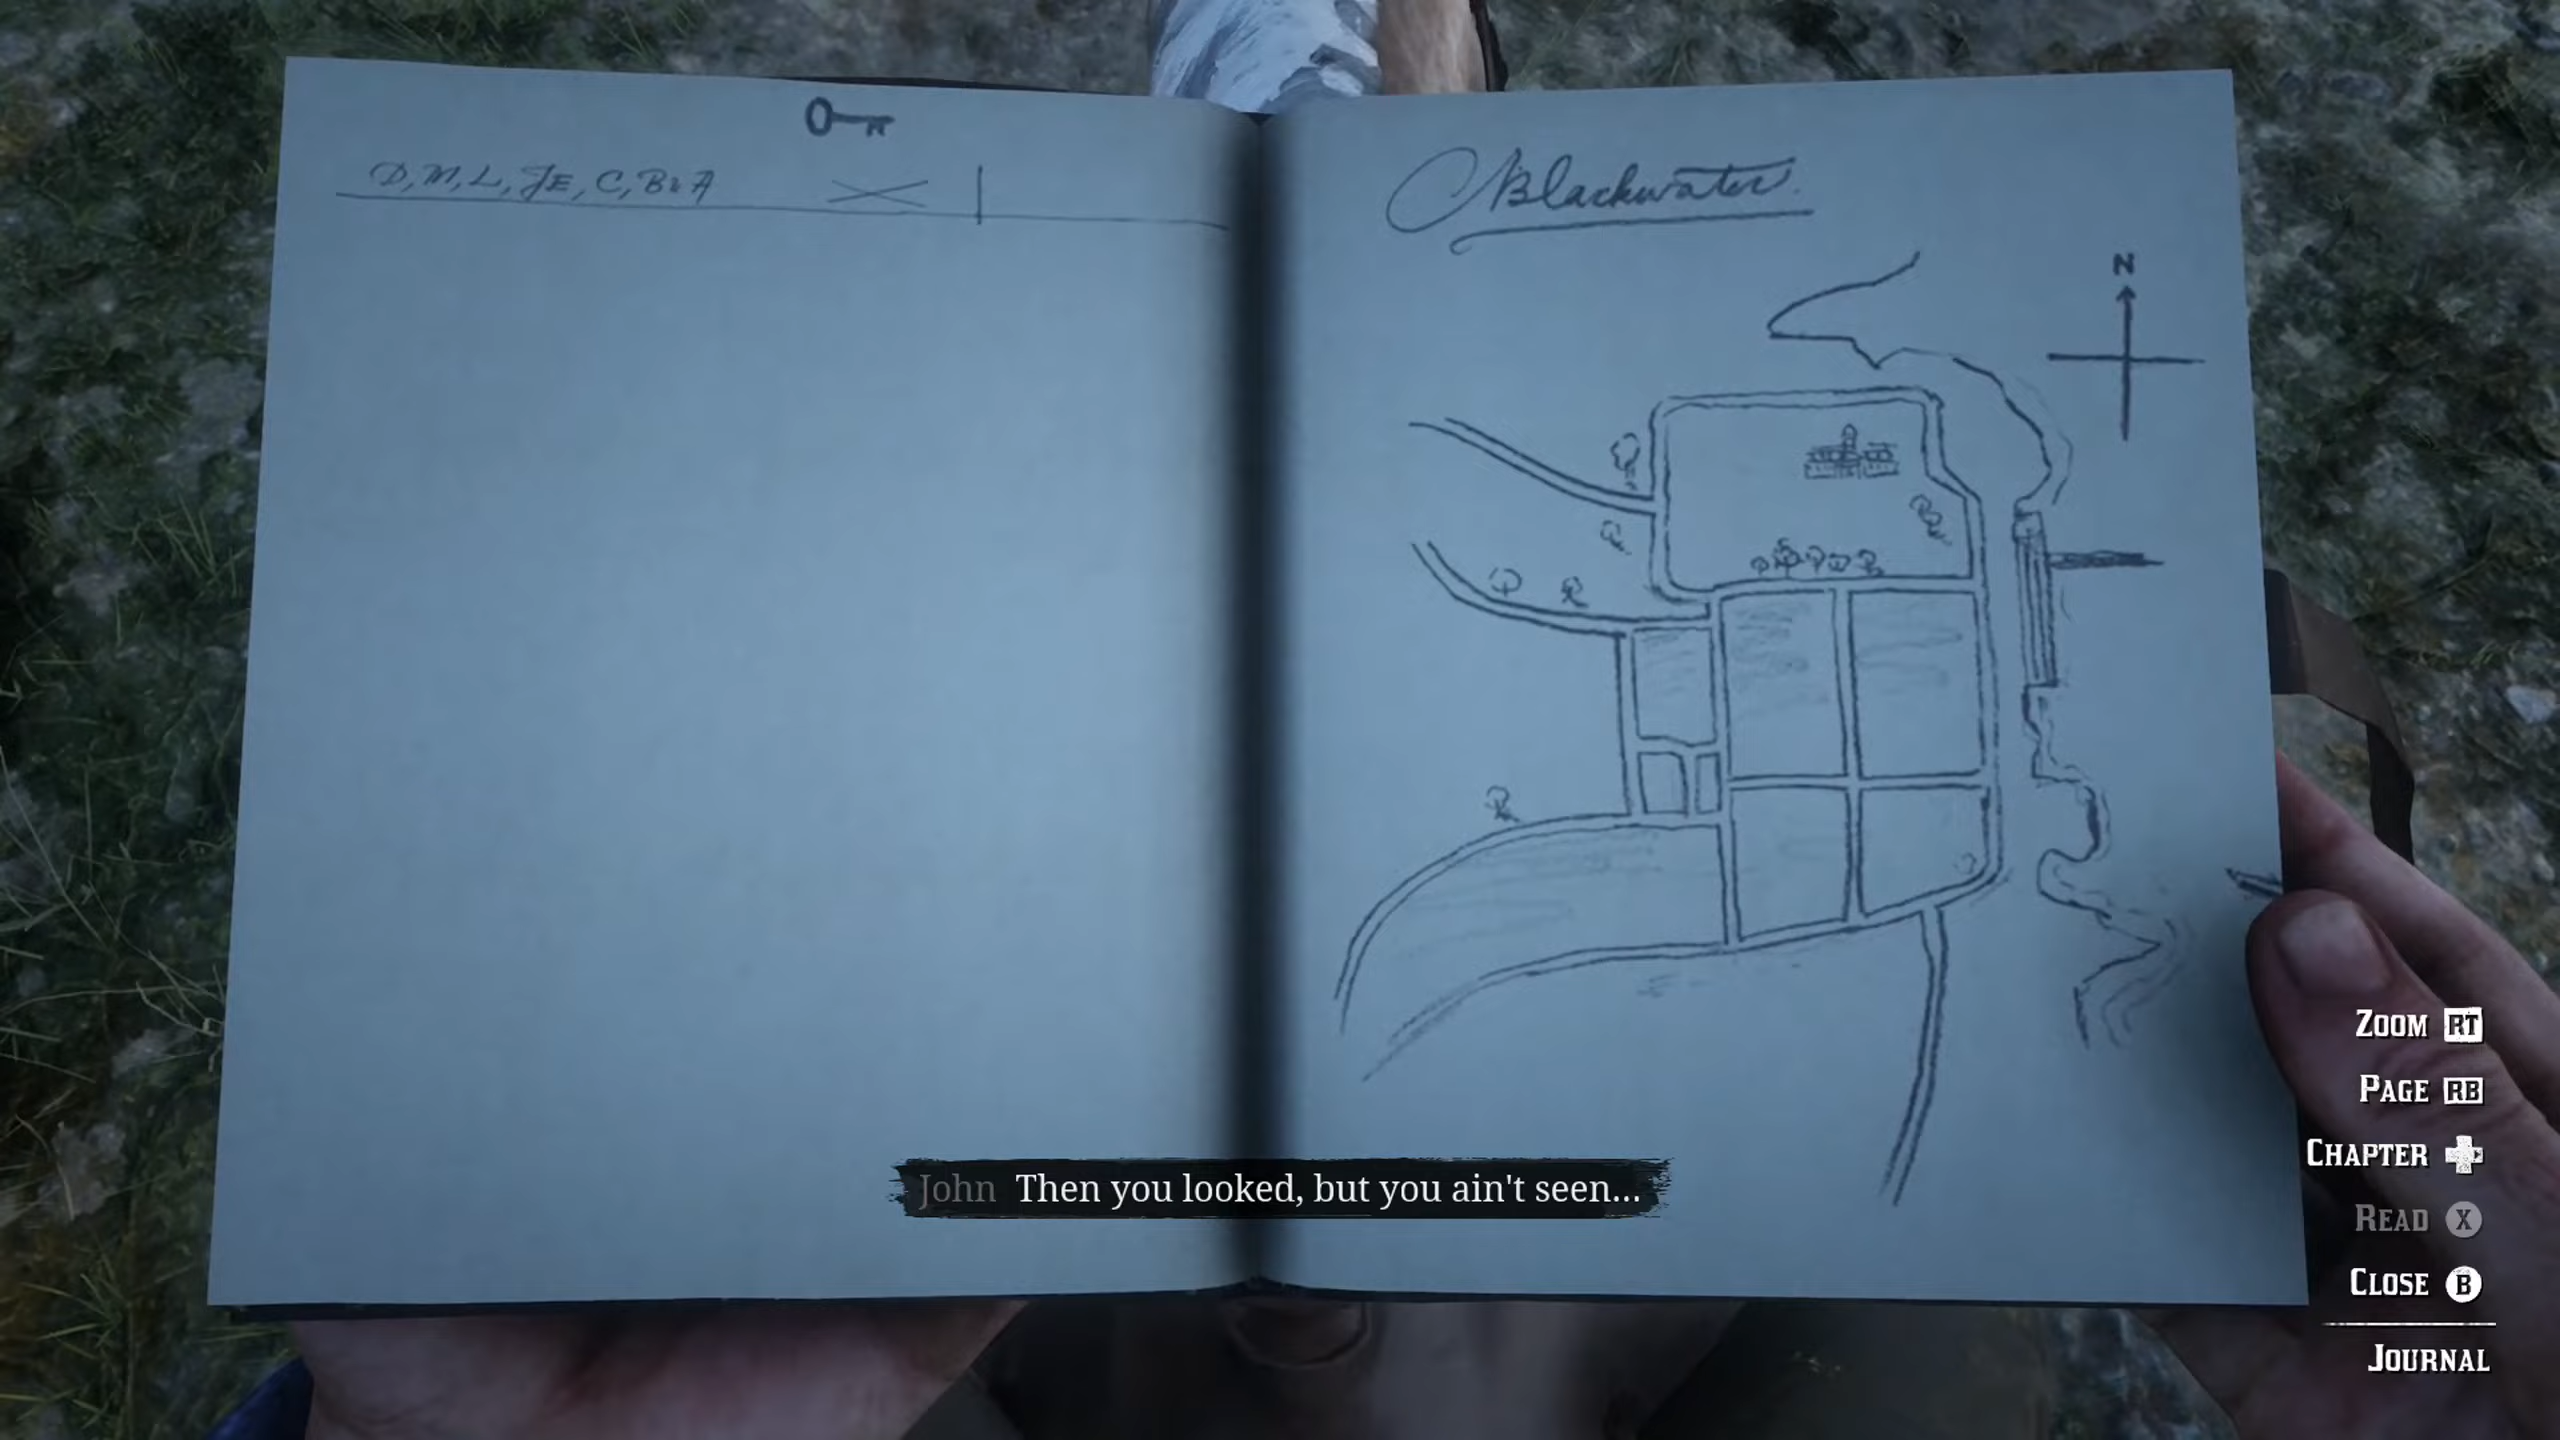 D, M, L, JE, C, B & A
Blackwater.
N
John Then you looked, but you ain't seen...
ZOOM RT
PAGE RB
CHAPTER
READ X
CLOSE B
JOURNAL